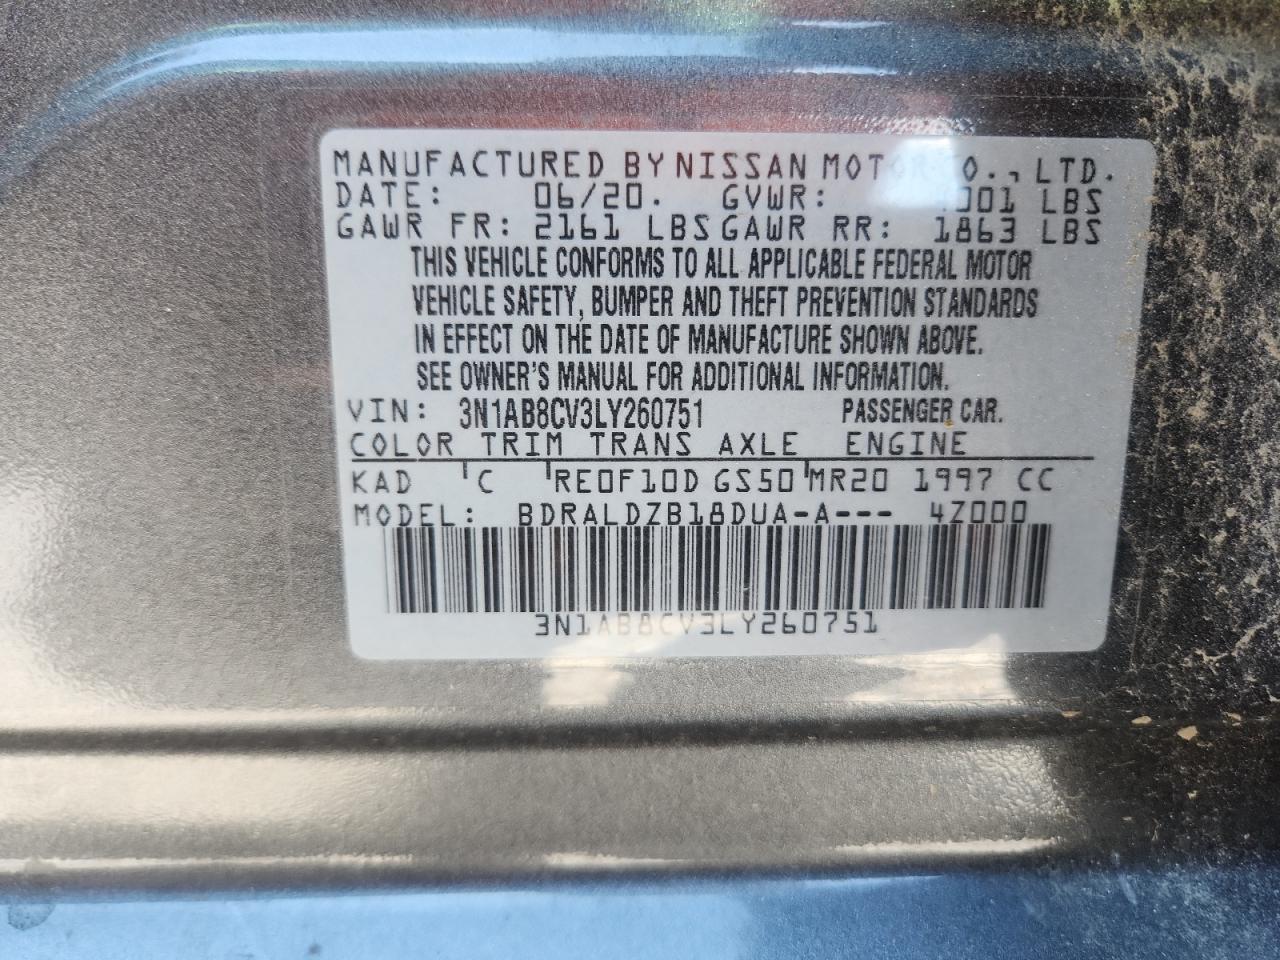 MANUFACTURED BY NISSAN MOTOR CO., LTD.
DATE: 06/20. GVWR: LBS
GAWR FR: 2161 LBS GAWR RR: 1863 LBS
THIS VEHICLE CONFORMS TO ALL APPLICABLE FEDERAL MOTOR
VEHICLE SAFETY, BUMPER AND THEFT PREVENTION STANDARDS
IN EFFECT ON THE DATE OF MANUFACTURE SHOWN ABOVE.
SEE OWNER'S MANUAL FOR ADDITIONAL INFORMATION.
VIN: 3N1AB8CV3LY260751 PASSENGER CAR.
COLOR TRIM TRANS AXLE ENGINE
KAD C RE0F10D GS50 MR20 1997 CC
MODEL: BDRALDZB18DUA-A--- 4Z000
3N1AB8CV3LY260751